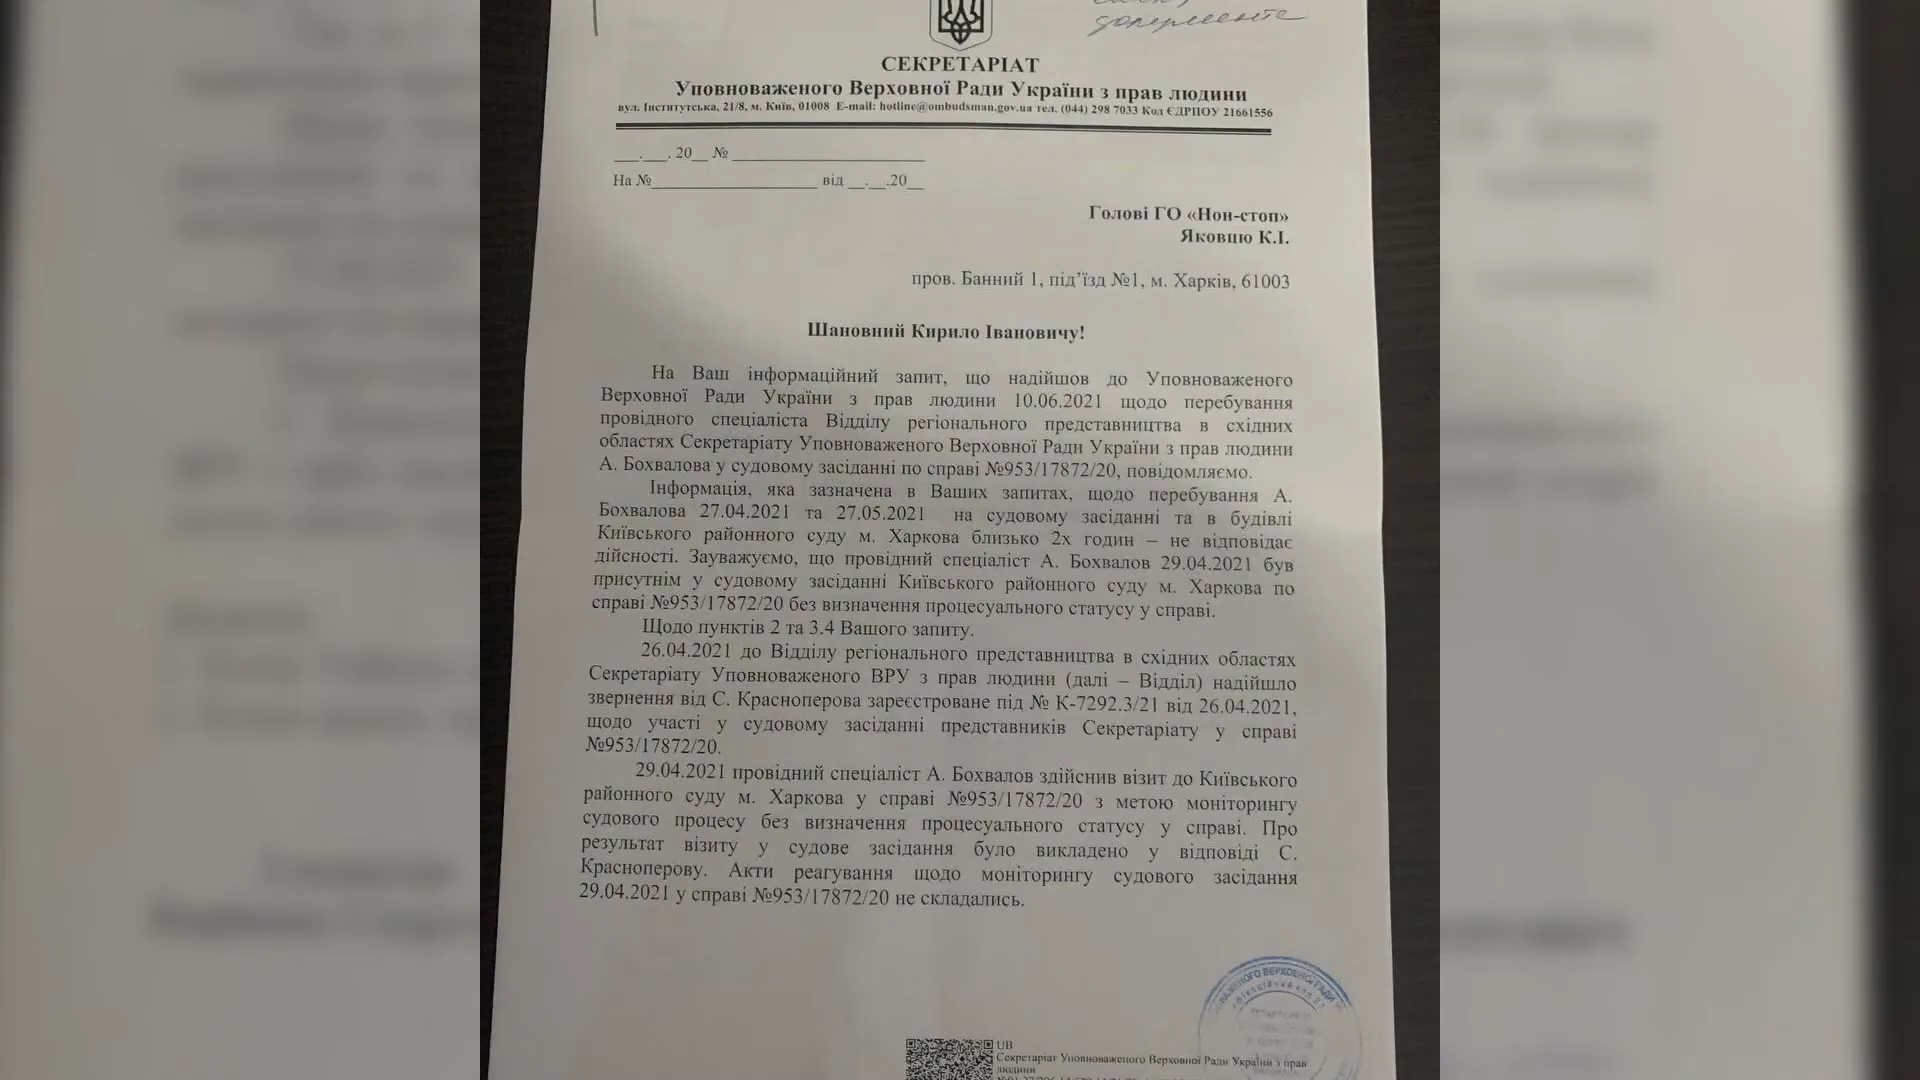 документа
СЕКРЕТАРІАТ
Уповноваженого Верховної Ради України з прав людини
вул. Інститутська, 21/8, м. Київ, 01008 E-mail: hotline@ombudsman.gov.ua тел. (044) 298 7033 Код ЄДРПОУ 21661556
___.___. 20__ № ________________________
На №____________________ від __.__.20__
Голові ГО «Нон-стоп»
Яковцю К.І.
пров. Банний 1, під’їзд №1, м. Харків, 61003
Шановний Кирило Івановичу!
На Ваш інформаційний запит, що надійшов до Уповноваженого
Верховної Ради України з прав людини 10.06.2021 щодо перебування
провідного спеціаліста Відділу регіонального представництва в східних
областях Секретаріату Уповноваженого Верховної Ради України з прав людини
А. Бохвалова у судовому засіданні по справі №953/17872/20, повідомляємо.
Інформація, яка зазначена в Ваших запитах, щодо перебування А.
Бохвалова 27.04.2021 та 27.05.2021 на судовому засіданні та в будівлі
Київського районного суду м. Харкова близько 2х годин – не відповідає
дійсності. Зауважуємо, що провідний спеціаліст А. Бохвалов 29.04.2021 був
присутнім у судовому засіданні Київського районного суду м. Харкова по
справі №953/17872/20 без визначення процесуального статусу у справі.
Щодо пунктів 2 та 3.4 Вашого запиту.
26.04.2021 до Відділу регіонального представництва в східних областях
Секретаріату Уповноваженого ВРУ з прав людини (далі – Відділ) надійшло
звернення від С. Красноперова зареєстроване під № К-7292.3/21 від 26.04.2021,
щодо участі у судовому засіданні представників Секретаріату у справі
№953/17872/20.
29.04.2021 провідний спеціаліст А. Бохвалов здійснив візит до Київського
районного суду м. Харкова у справі №953/17872/20 з метою моніторингу
судового процесу без визначення процесуального статусу у справі. Про
результат візиту у судове засідання було викладено у відповіді С.
Красноперову. Акти реагування щодо моніторингу судового засідання
29.04.2021 у справі №953/17872/20 не складались.
ВЕРХОВНОЇ РАДИ
UB
Секретаріат Уповноваженого Верховної Ради України з прав
людини